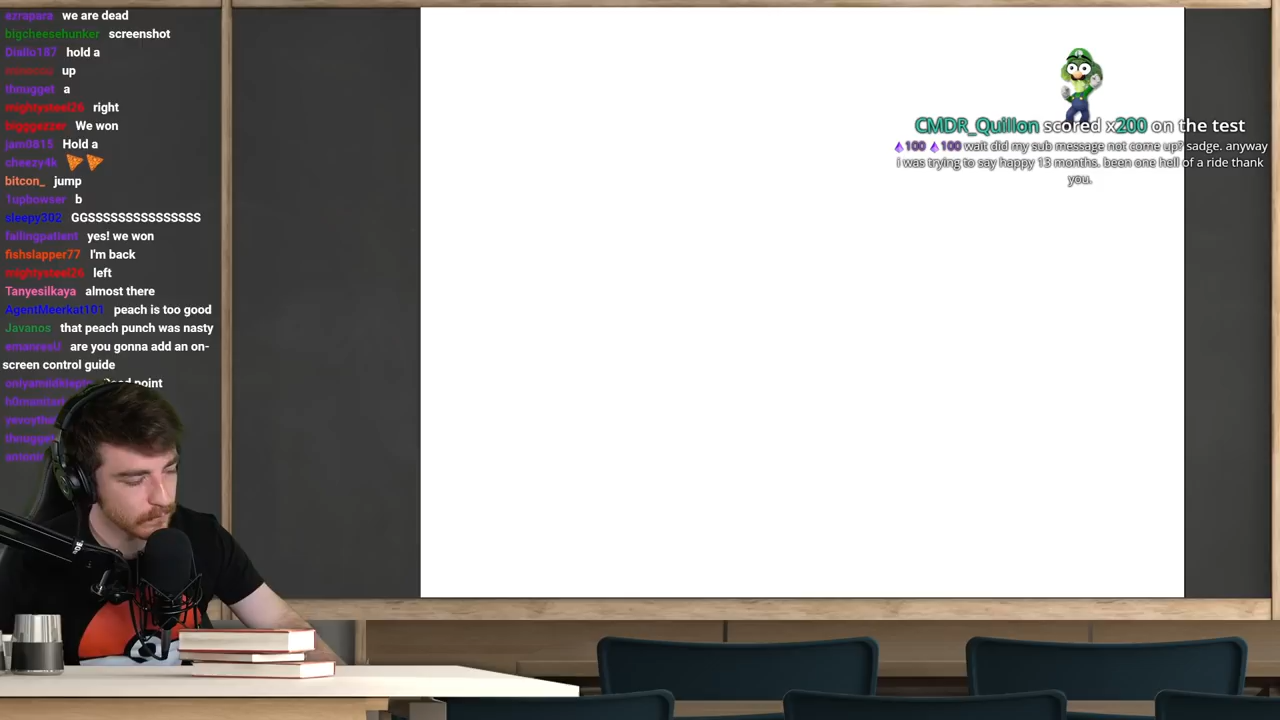 ezrapara we are dead
bigcheesehunker screenshot
Diallo187 hold a
up
thnugget a
mightysteel26 right
bigggezzer We won
jam0815 Hold a
cheezy4k
bitcon_ jump
1upbowser b
sleepy302 GGSSSSSSSSSSSSSSS
fallingpatient yes! we won
fishslapper77 I'm back
mightysteel26 left
Tanyesilkaya almost there
AgentMeerkat101 peach is too good
Javanos that peach punch was nasty
emanresU are you gonna add an on-
screen control guide
point
thnugget
CMDR_Quillon scored x200 on the test
100 100 wait did my sub message not come up? sadge. anyway
i was trying to say happy 13 months. been one hell of a ride thank
you.